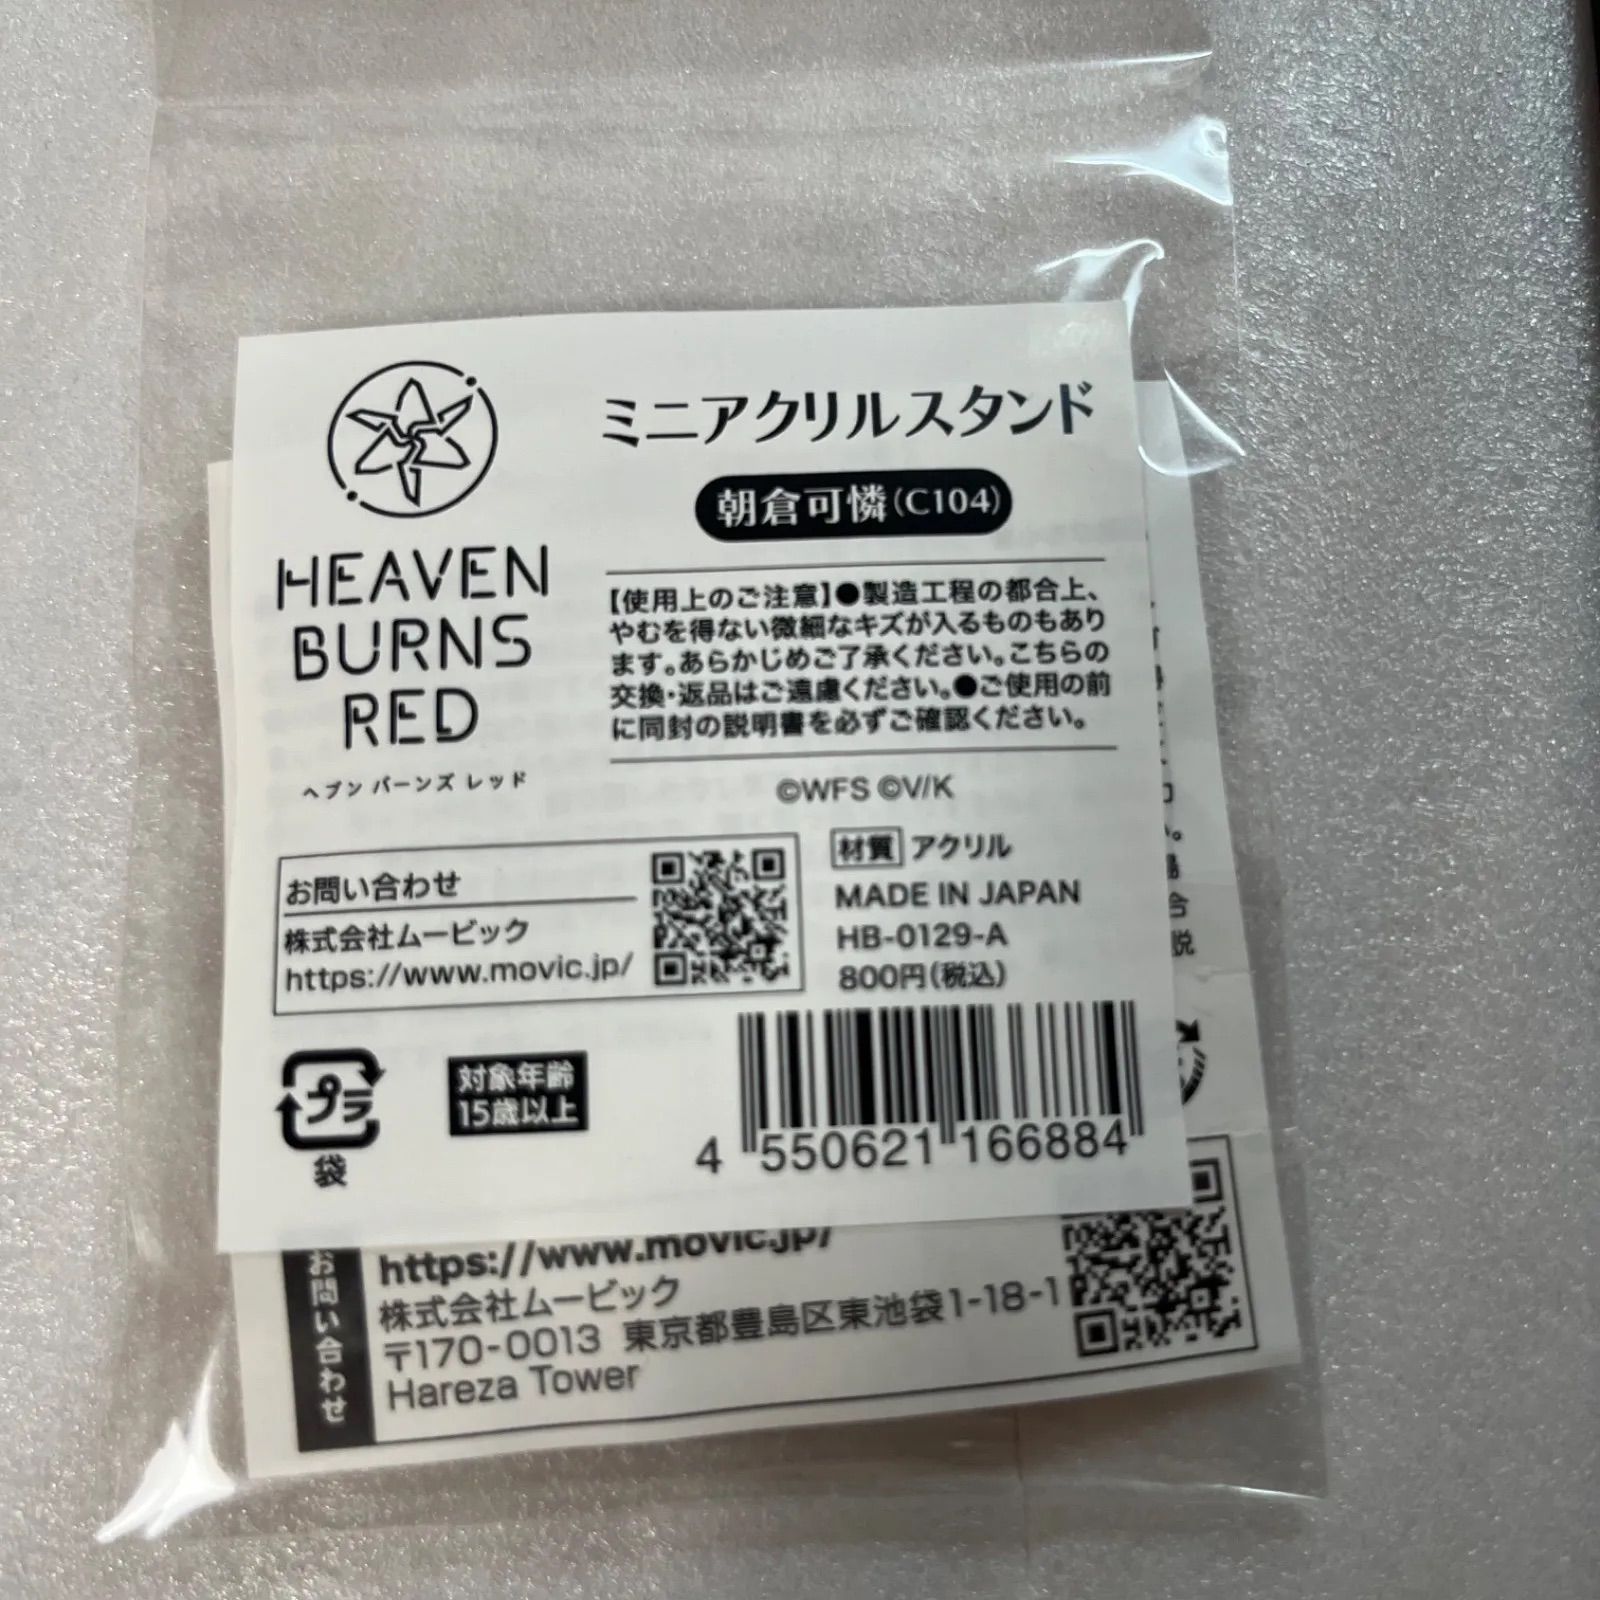 ミニアクリルスタンド
朝倉可憐(C104)
HEAVEN
BURNS
RED
ヘブン バーンズ レッド
【使用上のご注意】●製造工程の都合上、
やむを得ない微細なキズが入るものもあり
ます。あらかじめご了承ください。こちらの
交換・返品はご遠慮ください。●ご使用の前
に同封の説明書を必ずご確認ください。
©WFS ©V/K
お問い合わせ
株式会社ムービック
https://www.movic.jp/
材質 アクリル
MADE IN JAPAN
HB-0129-A
800円(税込)
プラ
袋
対象年齢
15歳以上
4 550621 166884
お問い合わせ
https://www.movic.jp/
株式会社ムービック
〒170-0013 東京都豊島区東池袋1-18-1
Hareza Tower